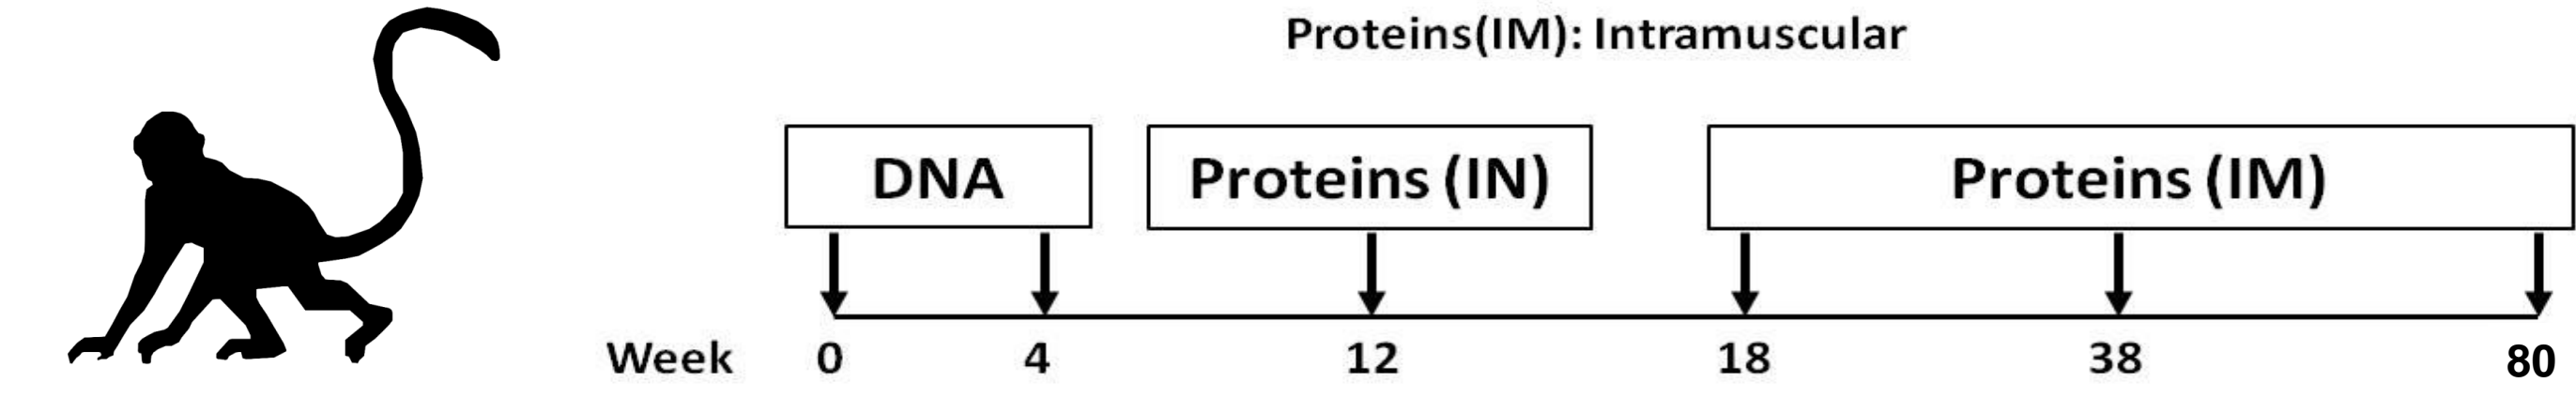 Proteins(IM): Intramuscular
DNA Proteins (IN) Proteins (IM)
Week 0 4 12 18 38 80